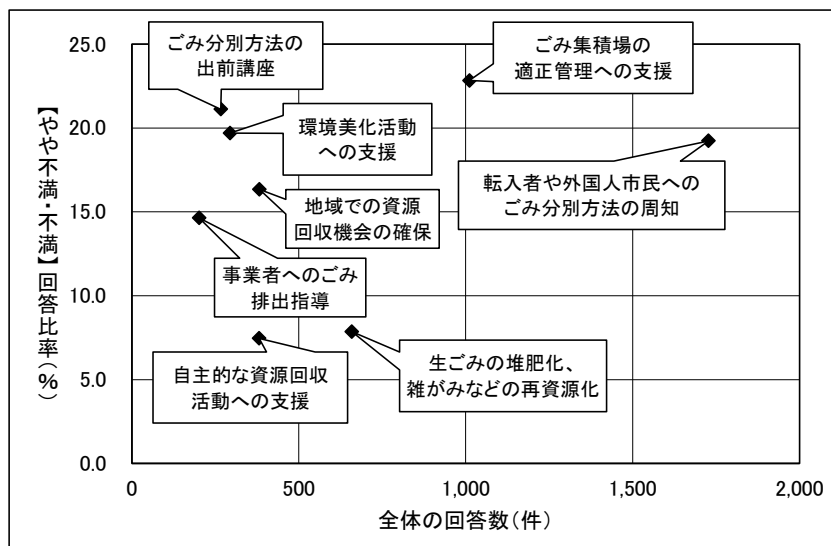 【やや不満・不満】回答比率（％）
25.0
20.0
15.0
10.0
5.0
0.0
ごみ分別方法の
出前講座
ごみ集積場の
適正管理への支援
環境美化活動
への支援
転入者や外国人市民への
ごみ分別方法の周知
地域での資源
回収機会の確保
事業者へのごみ
排出指導
自主的な資源回収
活動への支援
生ごみの堆肥化、
雑がみなどの再資源化
0 500 1,000 1,500 2,000
全体の回答数（件）